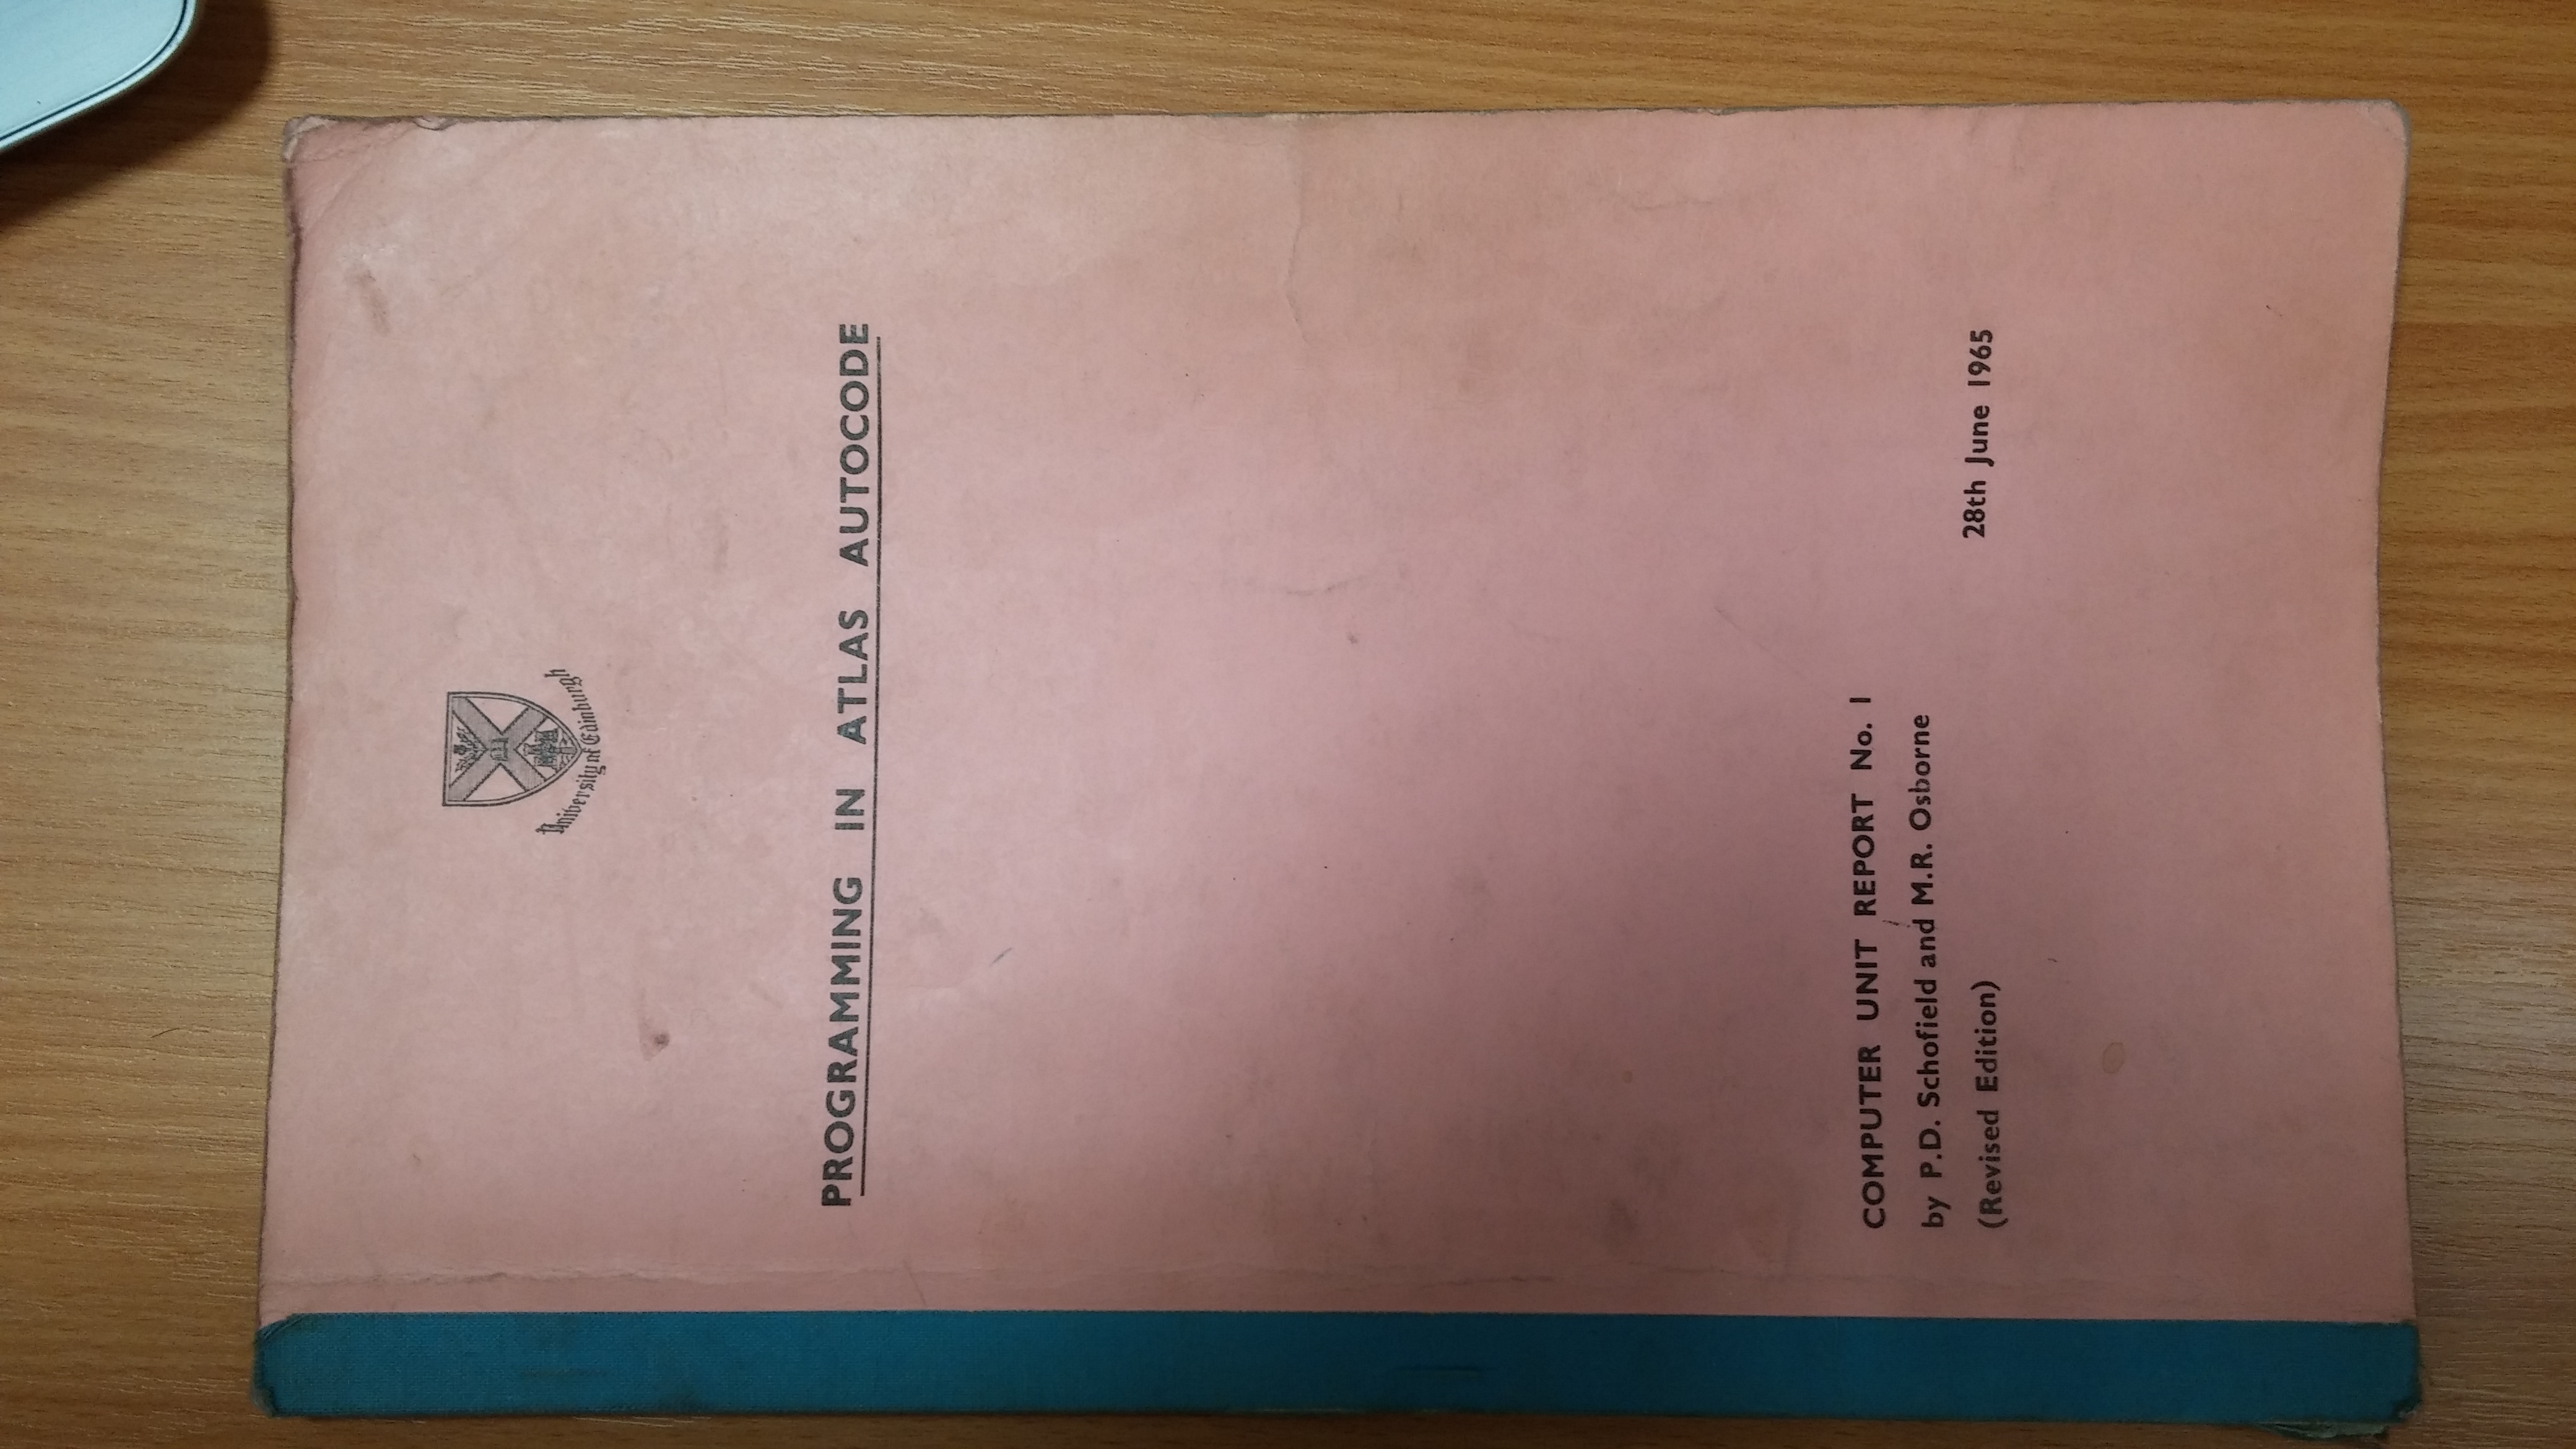 University of Edinburgh
PROGRAMMING IN ATLAS AUTOCODE
COMPUTER UNIT REPORT No. 1
by P.D. Schofield and M.R. Osborne
(Revised Edition)
28th June 1965